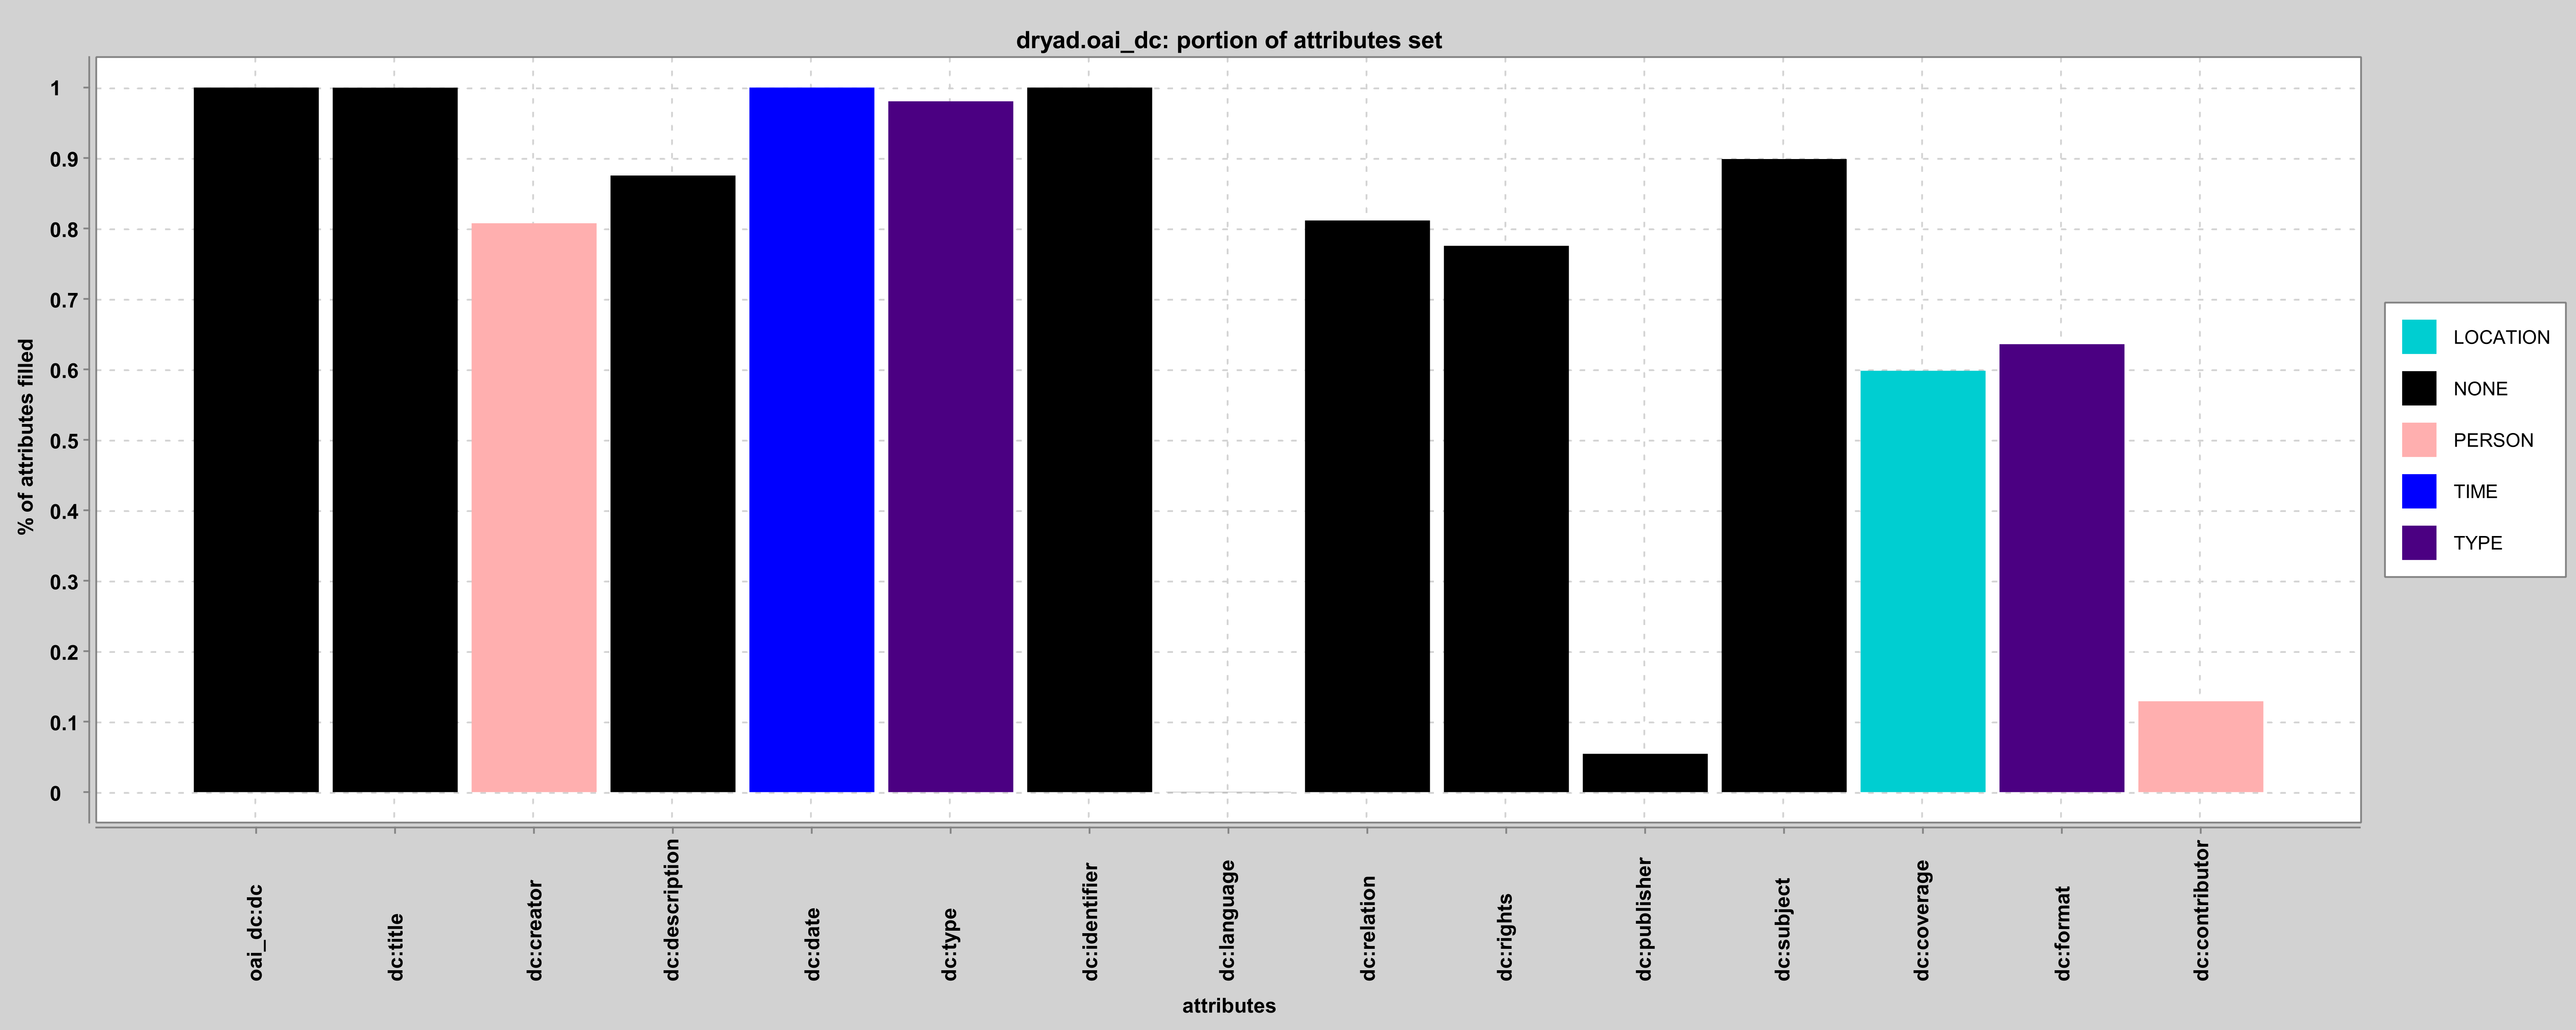 dryad.oai_dc: portion of attributes set
% of attributes filled
1
0.9
0.8
0.7
0.6
0.5
0.4
0.3
0.2
0.1
0
oai_dc:dc
dc:title
dc:creator
dc:description
dc:date
dc:type
dc:identifier
dc:language
dc:relation
dc:rights
dc:publisher
dc:subject
dc:coverage
dc:format
dc:contributor
attributes
LOCATION
NONE
PERSON
TIME
TYPE